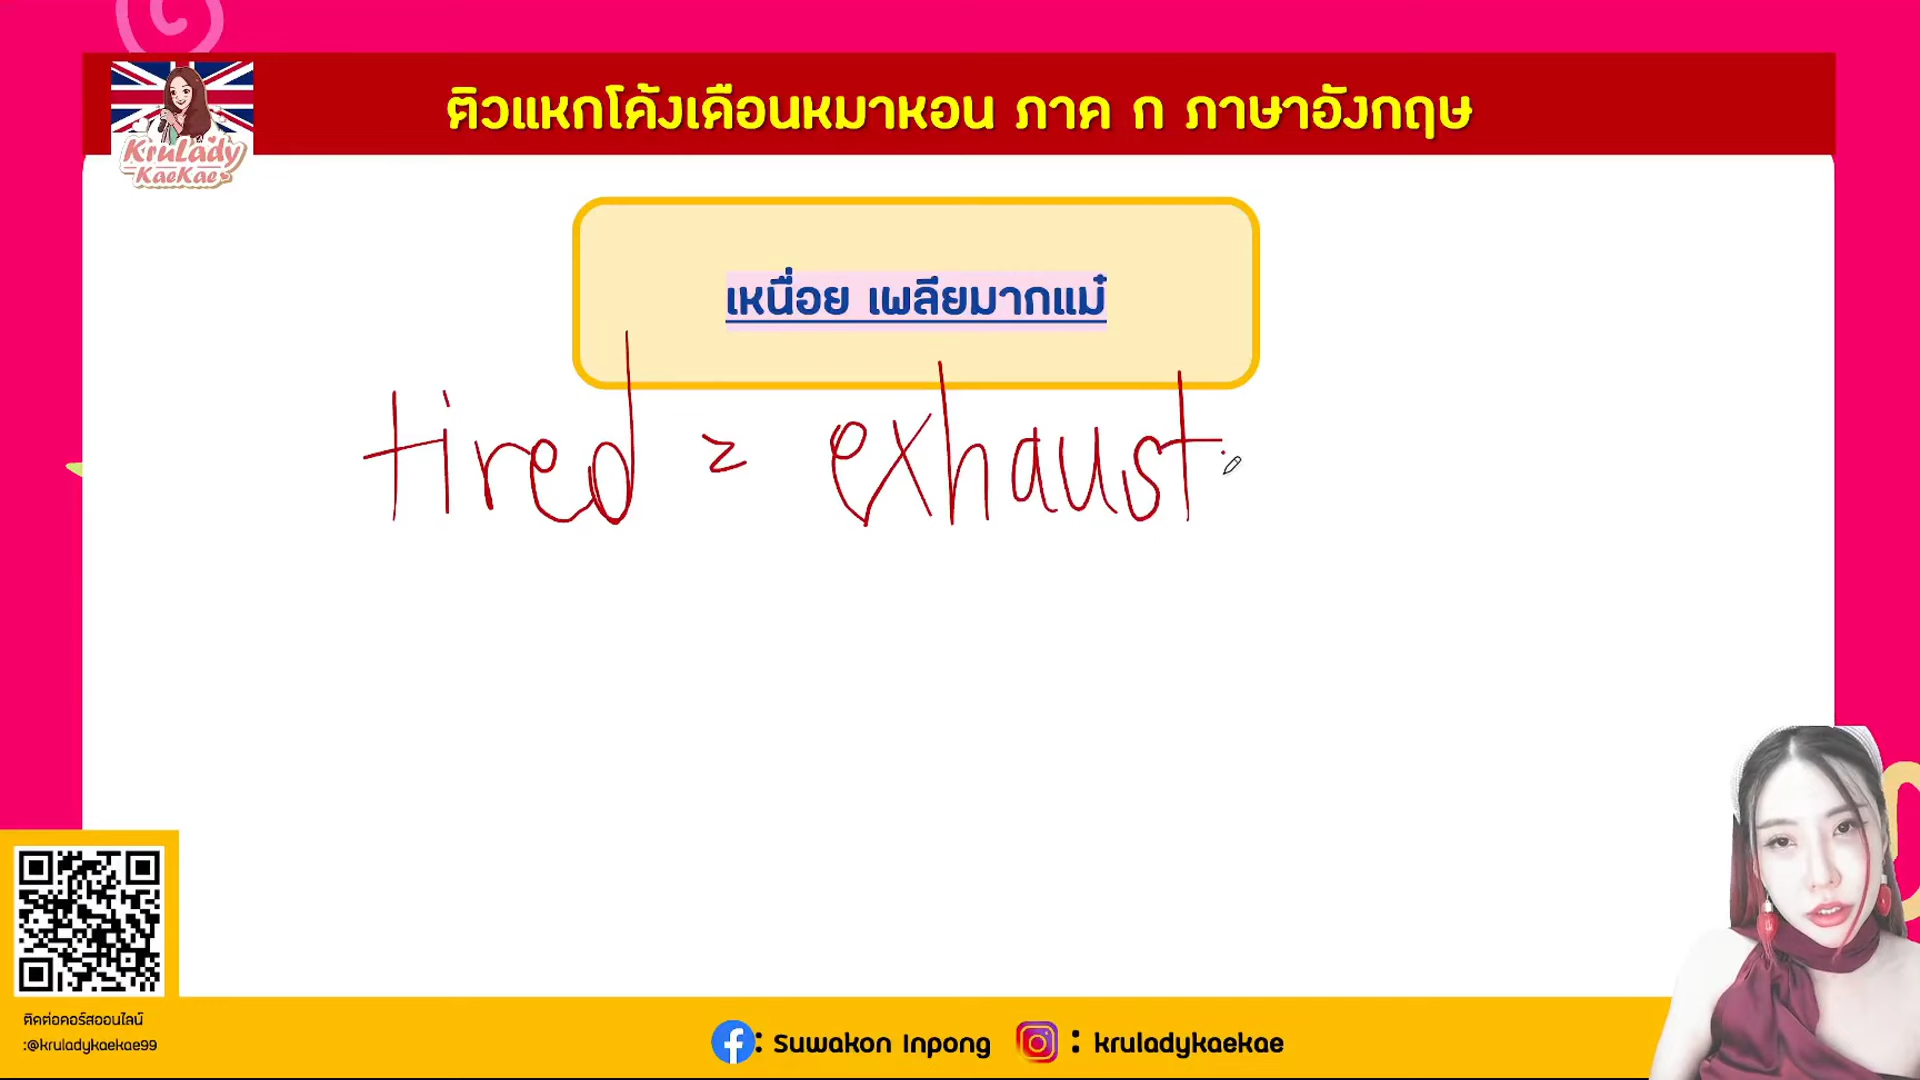 KruLady
KaeKae
ติวแหกโค้งเดือนหมาหอน ภาค ก ภาษาอังกฤษ
เหนื่อย เพลียมากแม๋
tired = exhaust
ติดต่อคอร์สออนไลน์
:@kruladykaekae99
: Suwakon Inpong : kruladykaekae